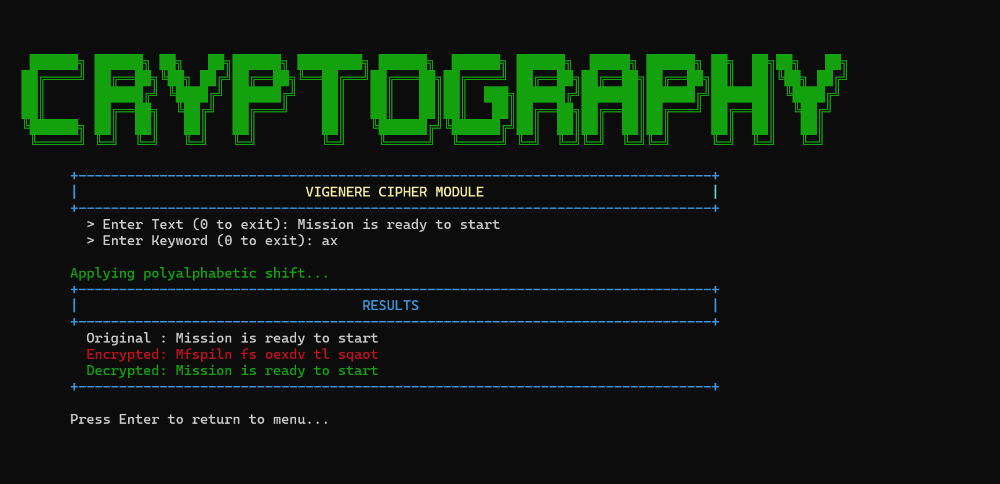 CRYPTOGRAPHY
VIGENERE CIPHER MODULE
> Enter Text (0 to exit): Mission is ready to start
> Enter Keyword (0 to exit): ax
Applying polyalphabetic shift...
RESULTS
Original : Mission is ready to start
Encrypted: Mfspiln fs oexdv tl sqaot
Decrypted: Mission is ready to start
Press Enter to return to menu...